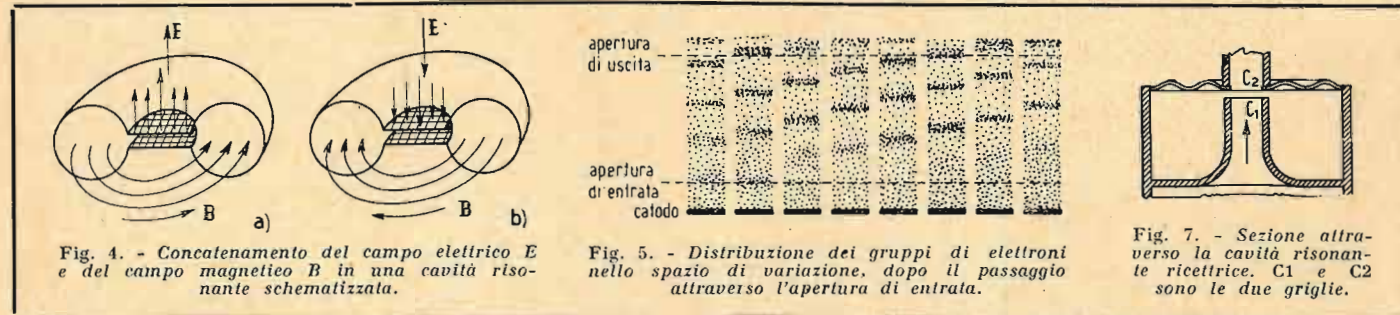 E
B
a)
E
B
b)
Fig. 4. - Concatenamento del campo elettrico E
e del campo magnetico B in una cavità riso-
nante schematizzata.
apertura
di uscita
apertura
di entrata
catodo
Fig. 5. - Distribuzione dei gruppi di elettroni
nello spazio di variazione, dopo il passaggio
attraverso l'apertura di entrata.
C2
C1
Fig. 7. - Sezione attra-
verso la cavità risonan-
te ricettrice. C1 e C2
sono le due griglie.